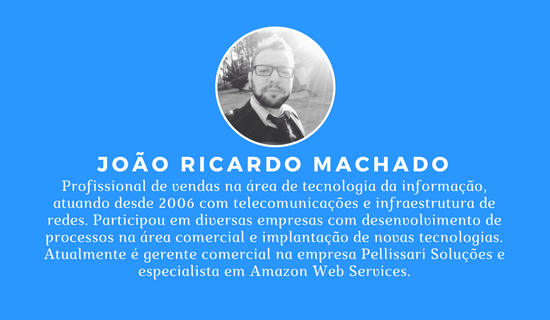 JOÃO RICARDO MACHADO
Profissional de vendas na área de tecnologia da informação,
atuando desde 2006 com telecomunicações e infraestrutura de
redes. Participou em diversas empresas com desenvolvimento de
processos na área comercial e implantação de novas tecnologias.
Atualmente é gerente comercial na empresa Pellissari Soluções e
especialista em Amazon Web Services.